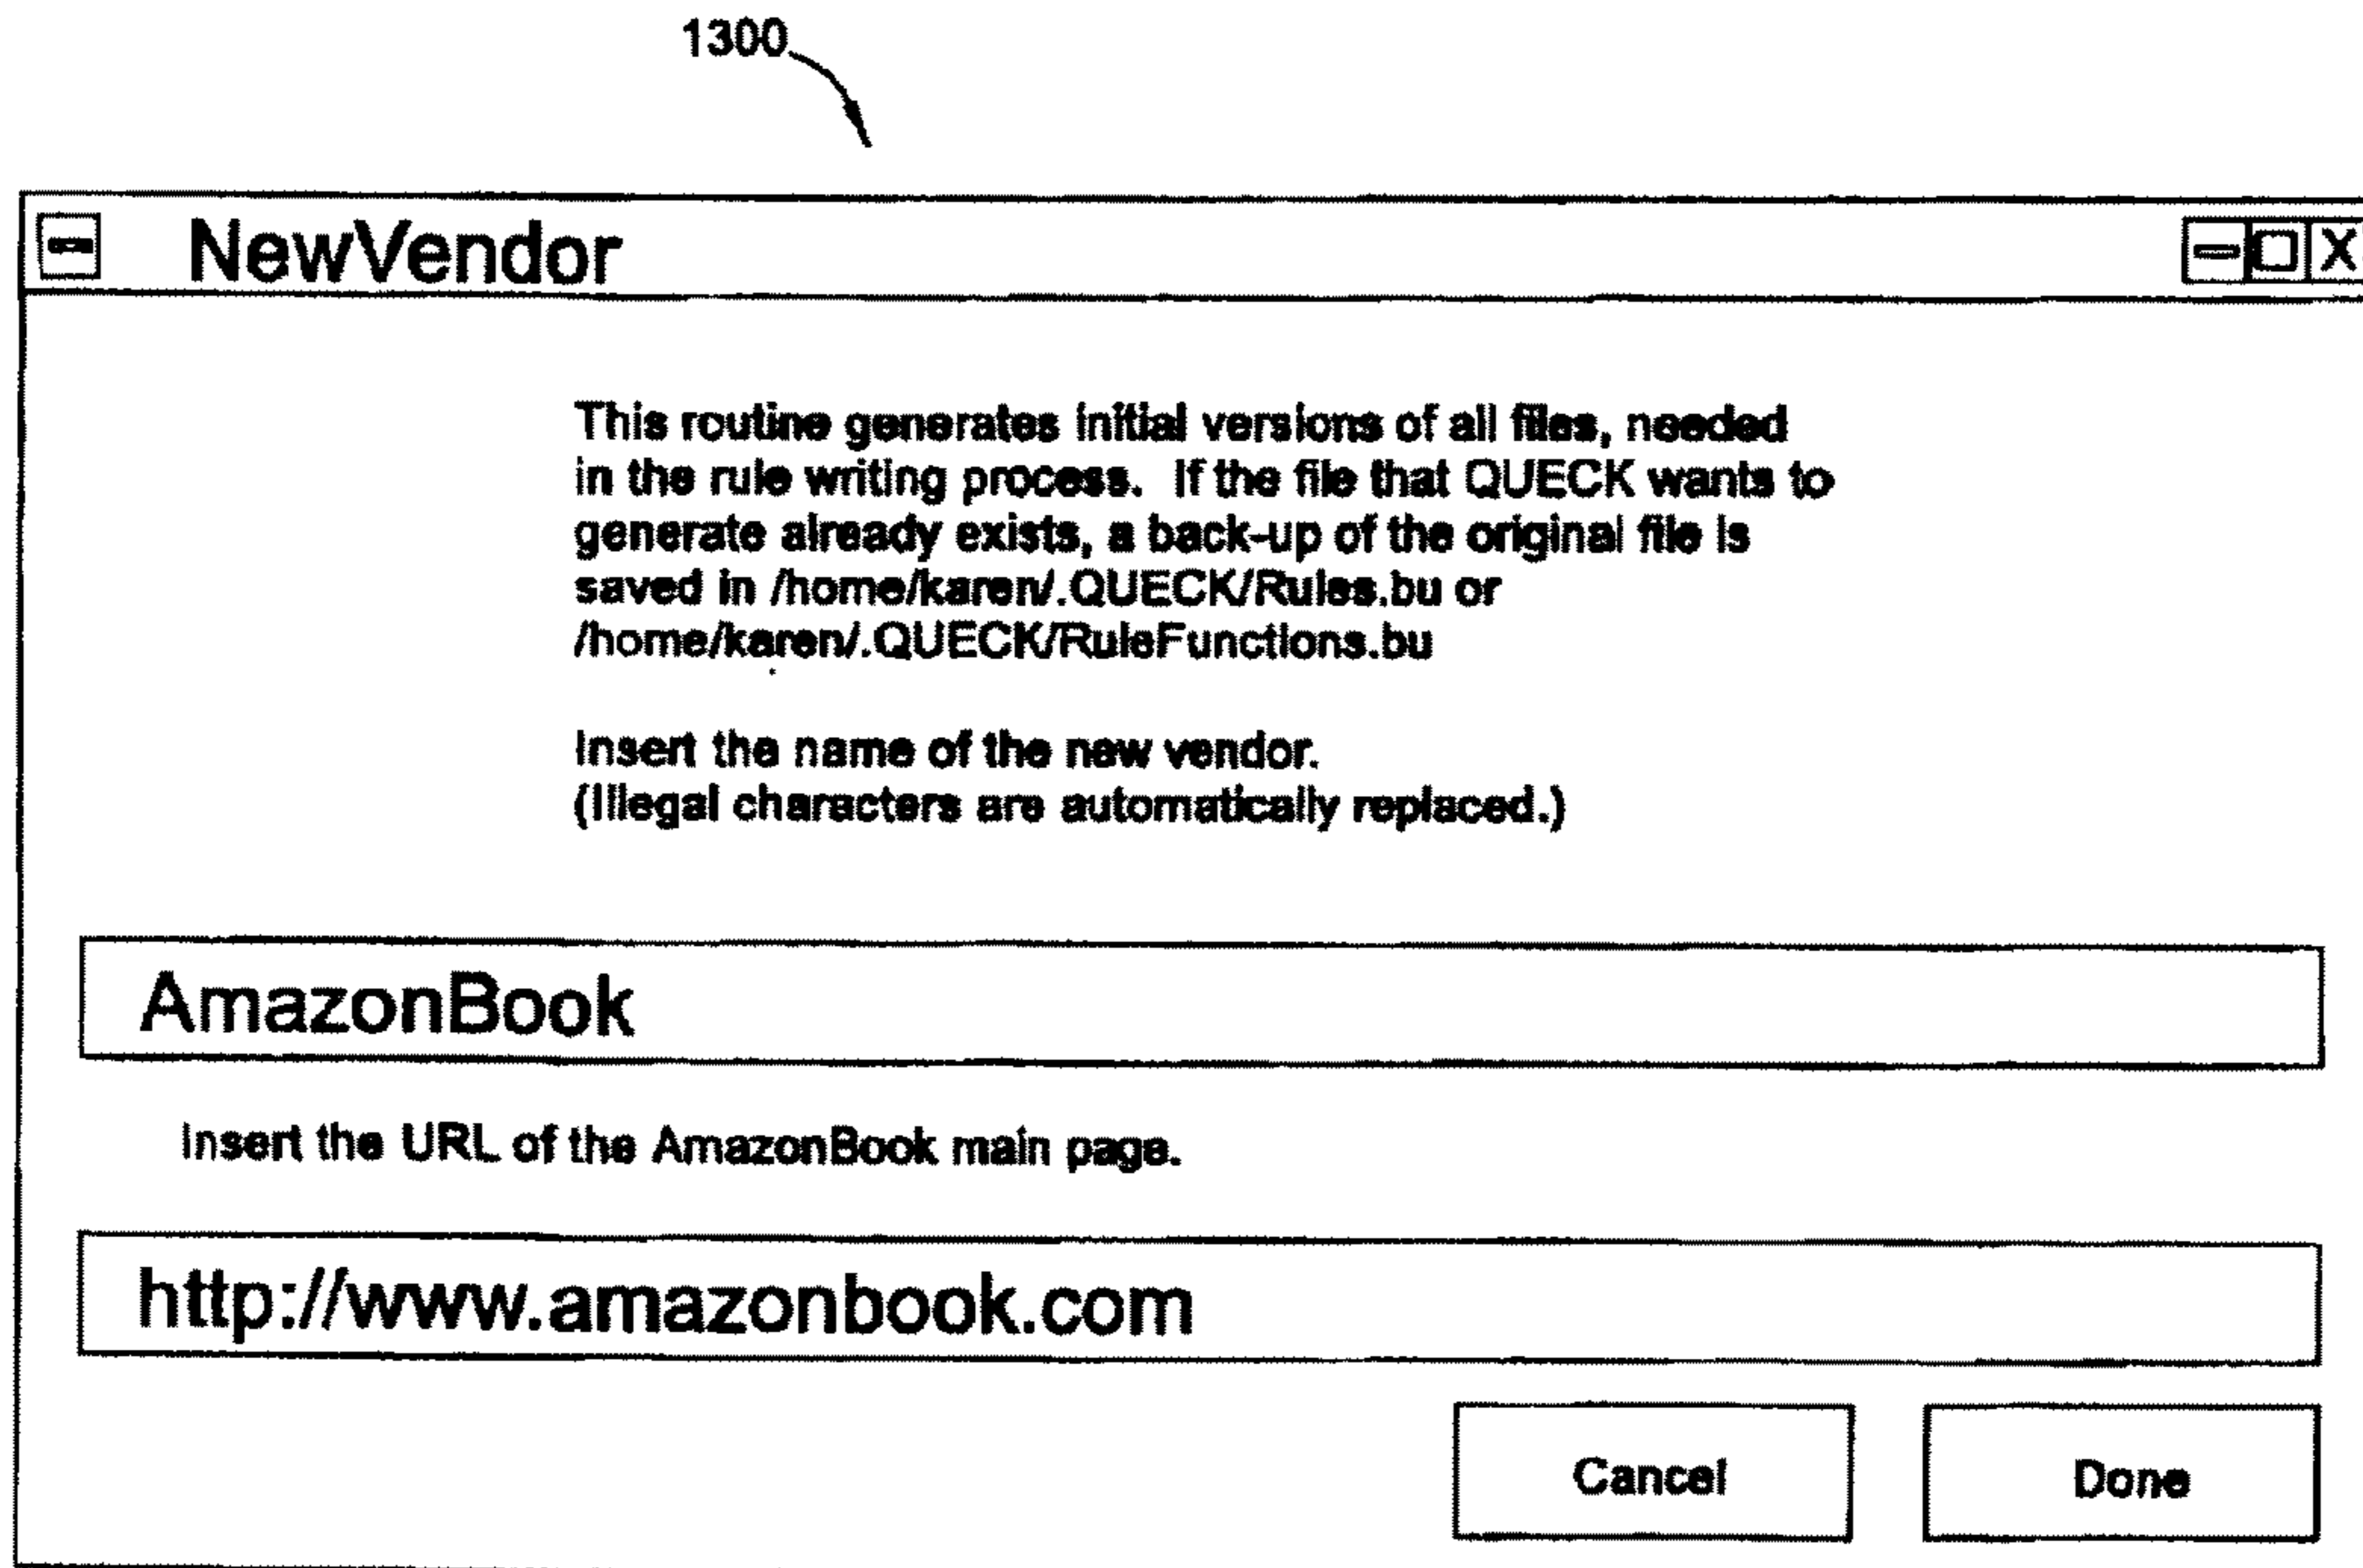 1300
NewVendor
This routine generates initial versions of all files, needed
in the rule writing process. If the file that QUECK wants to
generate already exists, a back-up of the original file is
saved in /home/karen/.QUECK/Rules.bu or
/home/karen/.QUECK/RuleFunctions.bu
Insert the name of the new vendor.
(Illegal characters are automatically replaced.)
AmazonBook
Insert the URL of the AmazonBook main page.
http://www.amazonbook.com
Cancel Done